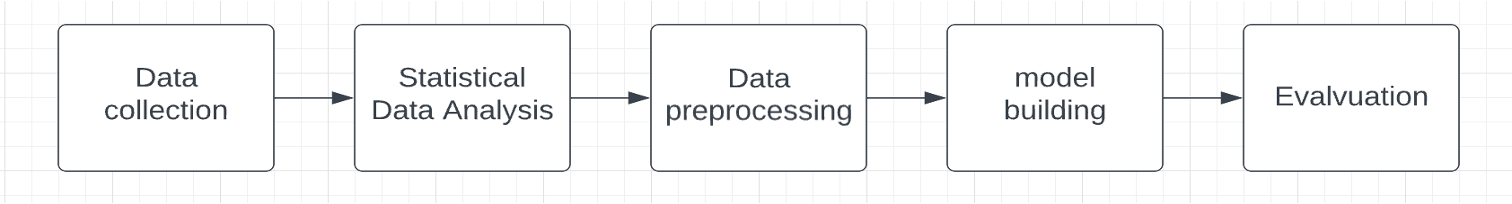 Data
collection
Statistical
Data Analysis
Data
preprocessing
model
building
Evalvuation